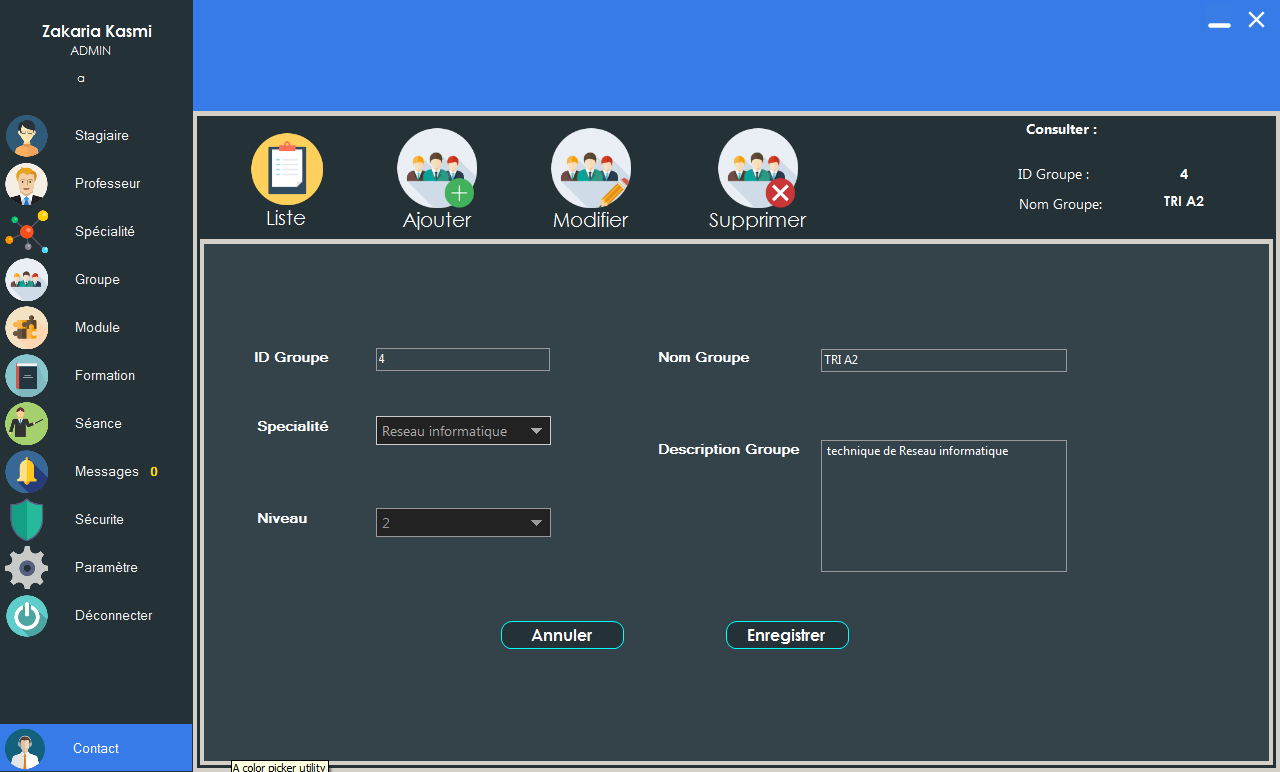 Zakaria Kasmi
ADMIN
a
Stagiaire
Professeur
Spécialité
Groupe
Module
Formation
Séance
Messages 0
Sécurite
Paramètre
Déconnecter
Contact
Liste
Ajouter
Modifier
Supprimer
Consulter :
ID Groupe : 4
Nom Groupe: TRI A2
ID Groupe 4
Nom Groupe TRI A2
Specialité Reseau informatique
Description Groupe technique de Reseau informatique
Niveau 2
Annuler
Enregistrer
A color picker utility